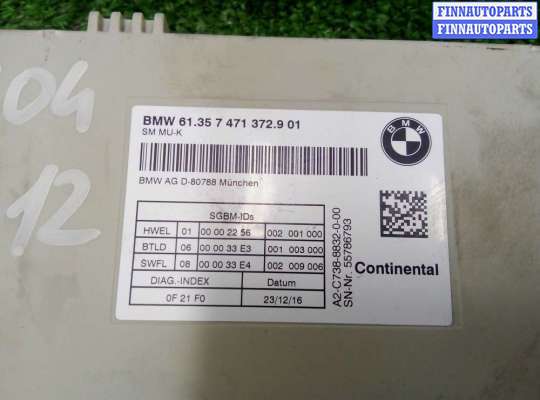 FINNAUTOPARTS
FINNAUTOPARTS
04
12
BMW 61.35 7 471 372.9 01
SM MU-K
BMW
BMW AG D-80788 München
SGBM-IDs
HWEL 01 00 00 22 56 002 001 000
BTLD 06 00 00 33 E3 001 003 000
SWFL 08 00 00 33 E4 002 009 006
DIAG.-INDEX Datum
0F 21 F0 23/12/16
Continental
A2-C738-8832-0-00
SN-Nr. 55786793